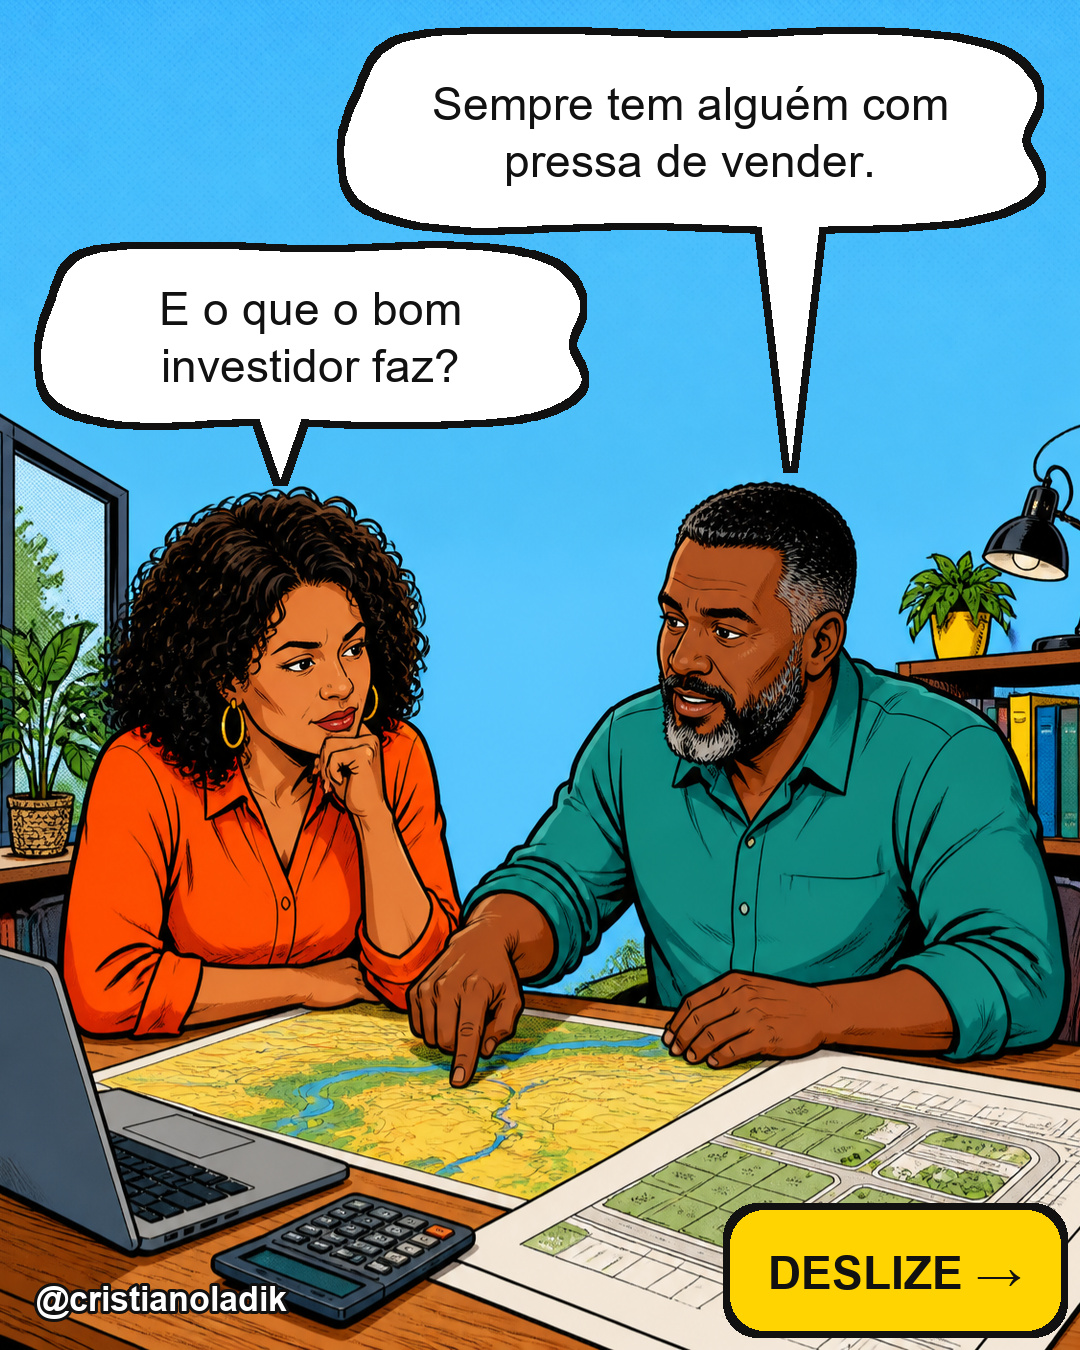 Sempre tem alguém com
pressa de vender.
E o que o bom
investidor faz?
DESLIZE →
@cristianoladik